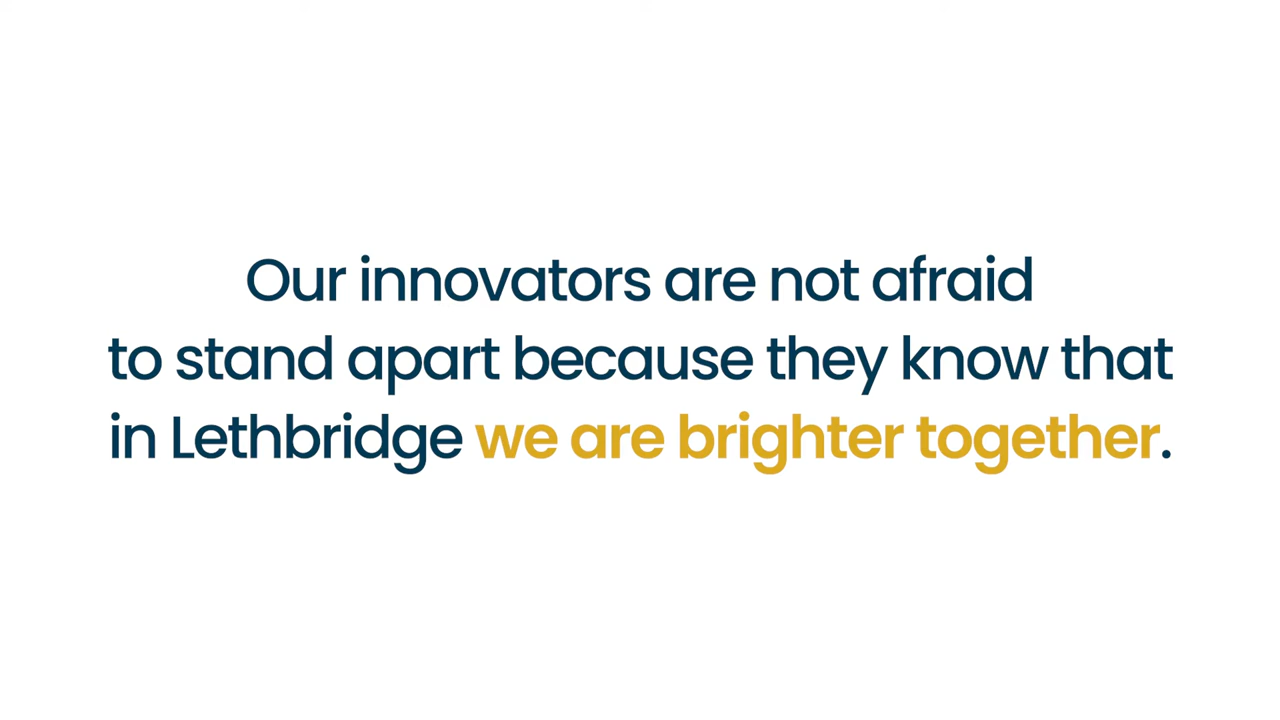 Our innovators are not afraid
to stand apart because they know that
in Lethbridge we are brighter together.